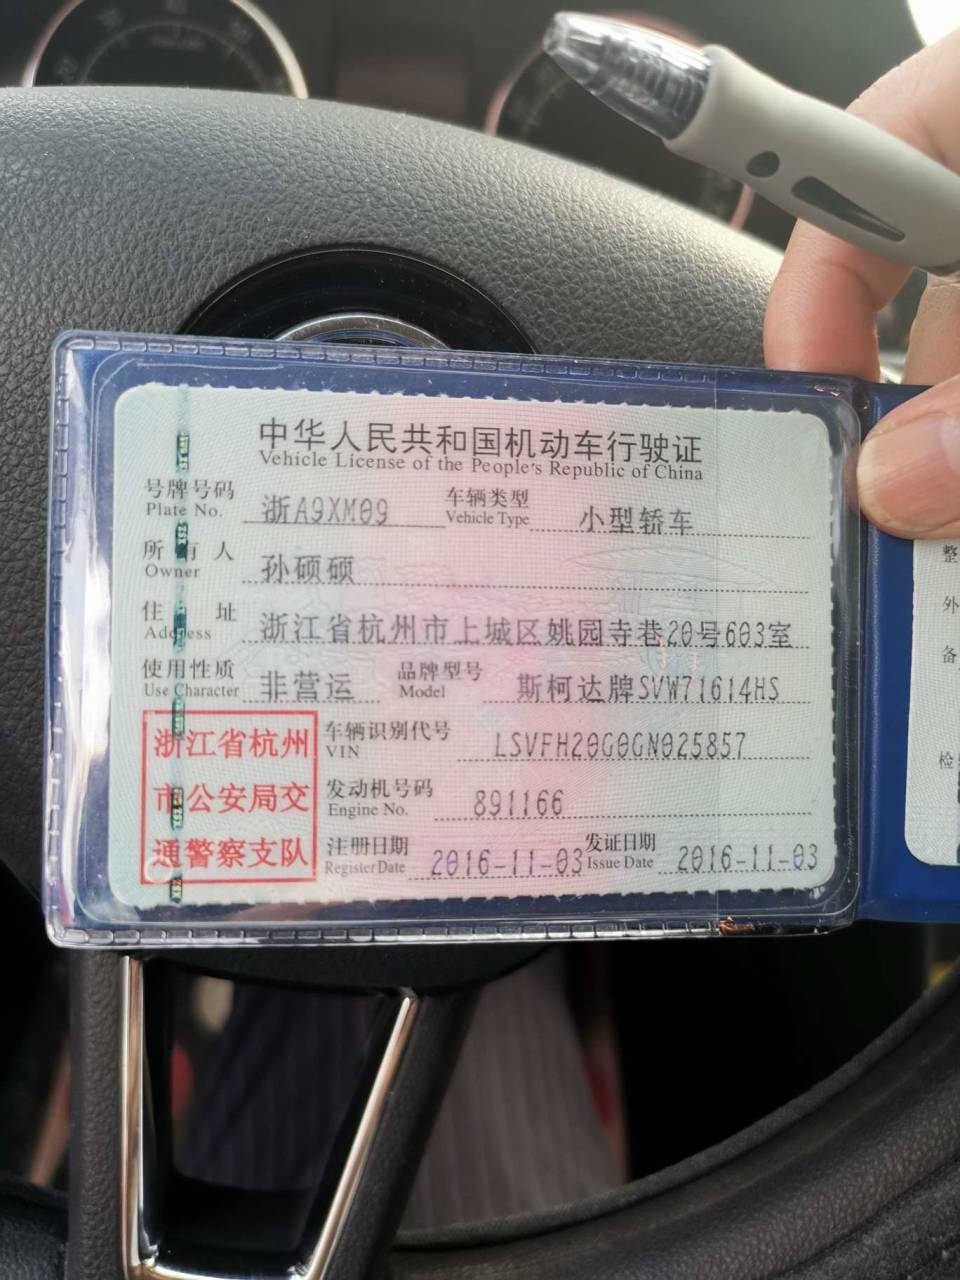 中华人民共和国机动车行驶证
Vehicle License of the People's Republic of China
号牌号码 浙A9XM09 车辆类型 小型轿车
Plate No. Vehicle Type
所有人 孙硕硕
Owner
住址 浙江省杭州市上城区姚园寺巷20号603室
Address
使用性质 非营运 品牌型号 斯柯达牌SVW71614HS
Use Character Model
浙江省杭州
市公安局交
通警察支队
车辆识别代号 LSVFH20G0GN025857
VIN
发动机号码 891166
Engine No.
注册日期 2016-11-03 发证日期 2016-11-03
Register Date Issue Date
整
外
备
检